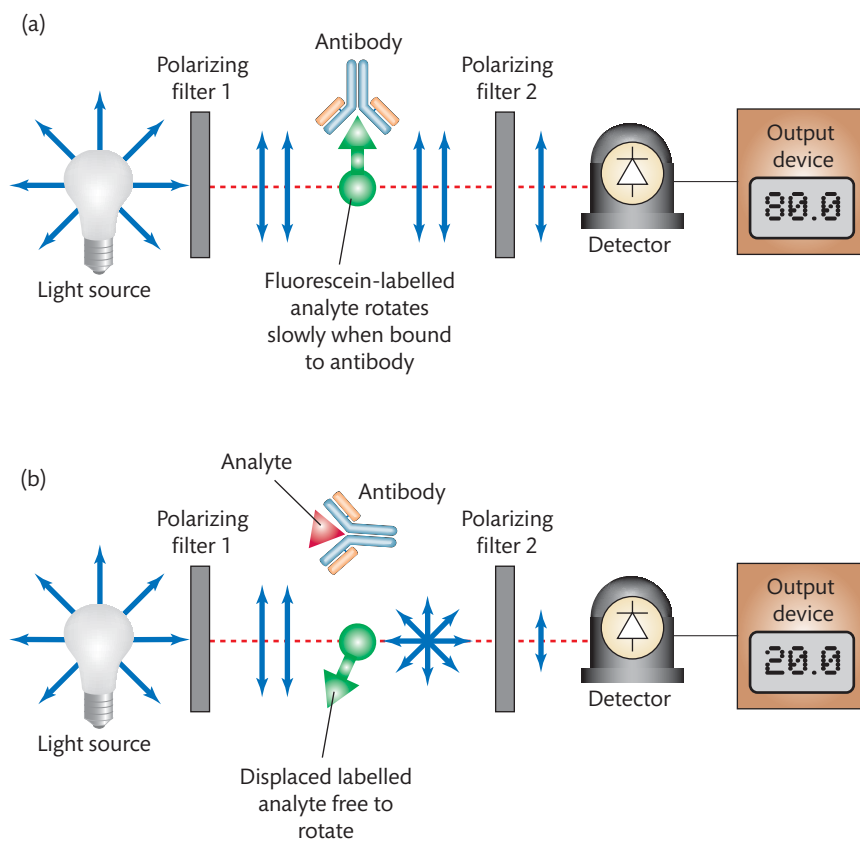 (a)
Antibody
Polarizing
filter 1
Polarizing
filter 2
Output
device
80.0
Light source
Detector
Fluorescein-labelled
analyte rotates
slowly when bound
to antibody
(b)
Analyte
Antibody
Polarizing
filter 1
Polarizing
filter 2
Output
device
20.0
Light source
Detector
Displaced labelled
analyte free to
rotate